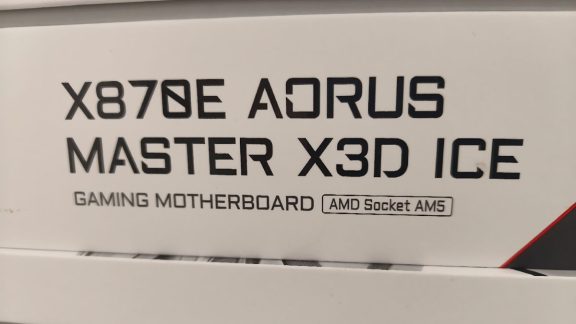 X870E AORUS
MASTER X3D ICE
GAMING MOTHERBOARD AMD Socket AM5